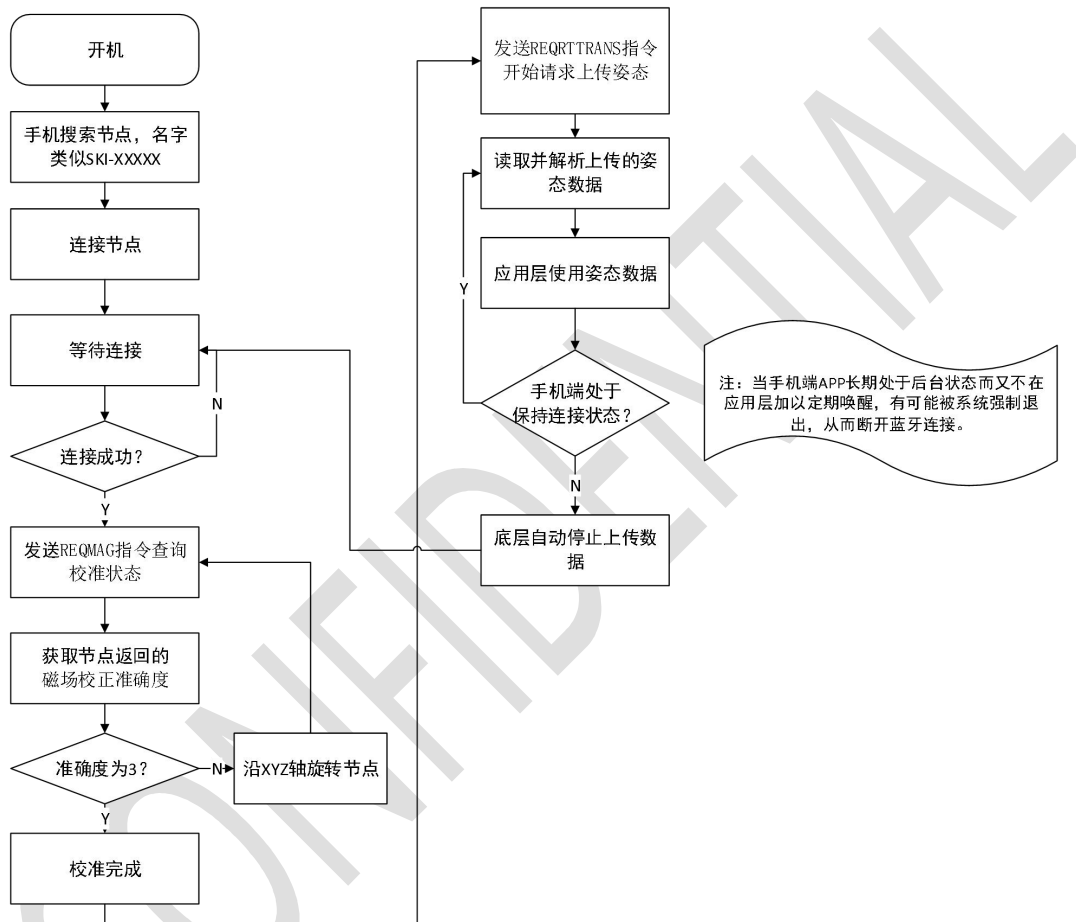 开机
手机搜索节点，名字
类似SKI-XXXXX
连接节点
等待连接
N
连接成功？
Y
发送REQMAG指令查询
校准状态
获取节点返回的
磁场校正准确度
准确度为3？
N
沿XYZ轴旋转节点
Y
校准完成
发送REQRTTRANS指令
开始请求上传姿态
读取并解析上传的姿
态数据
应用层使用姿态数据
Y
手机端处于
保持连接状态？
N
底层自动停止上传数
据
注：当手机端APP长期处于后台状态而又不在
应用层加以定期唤醒，有可能被系统强制退
出，从而断开蓝牙连接。
CONFIDENTIAL